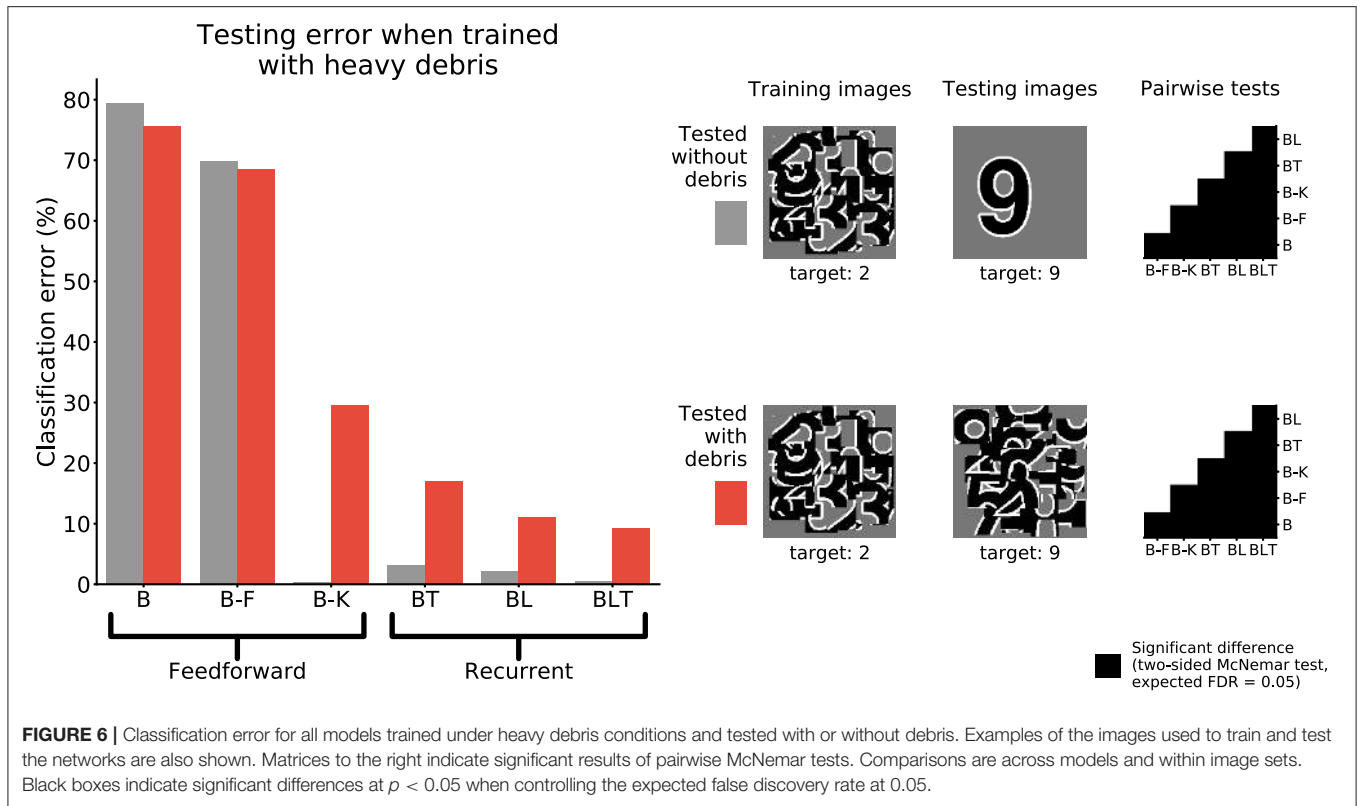 Testing error when trained
with heavy debris
Classification error (%)
80
70
60
50
40
30
20
10
0
B B-F B-K BT BL BLT
Feedforward Recurrent
Training images Testing images Pairwise tests
Tested
without
debris
9
target: 2 target: 9
BL
BT
B-K
B-F
B
B-F B-K BT BL BLT
Tested
with
debris
target: 2 target: 9
BL
BT
B-K
B-F
B
B-F B-K BT BL BLT
Significant difference
(two-sided McNemar test,
expected FDR = 0.05)
FIGURE 6 | Classification error for all models trained under heavy debris conditions and tested with or without debris. Examples of the images used to train and test
the networks are also shown. Matrices to the right indicate significant results of pairwise McNemar tests. Comparisons are across models and within image sets.
Black boxes indicate significant differences at p < 0.05 when controlling the expected false discovery rate at 0.05.